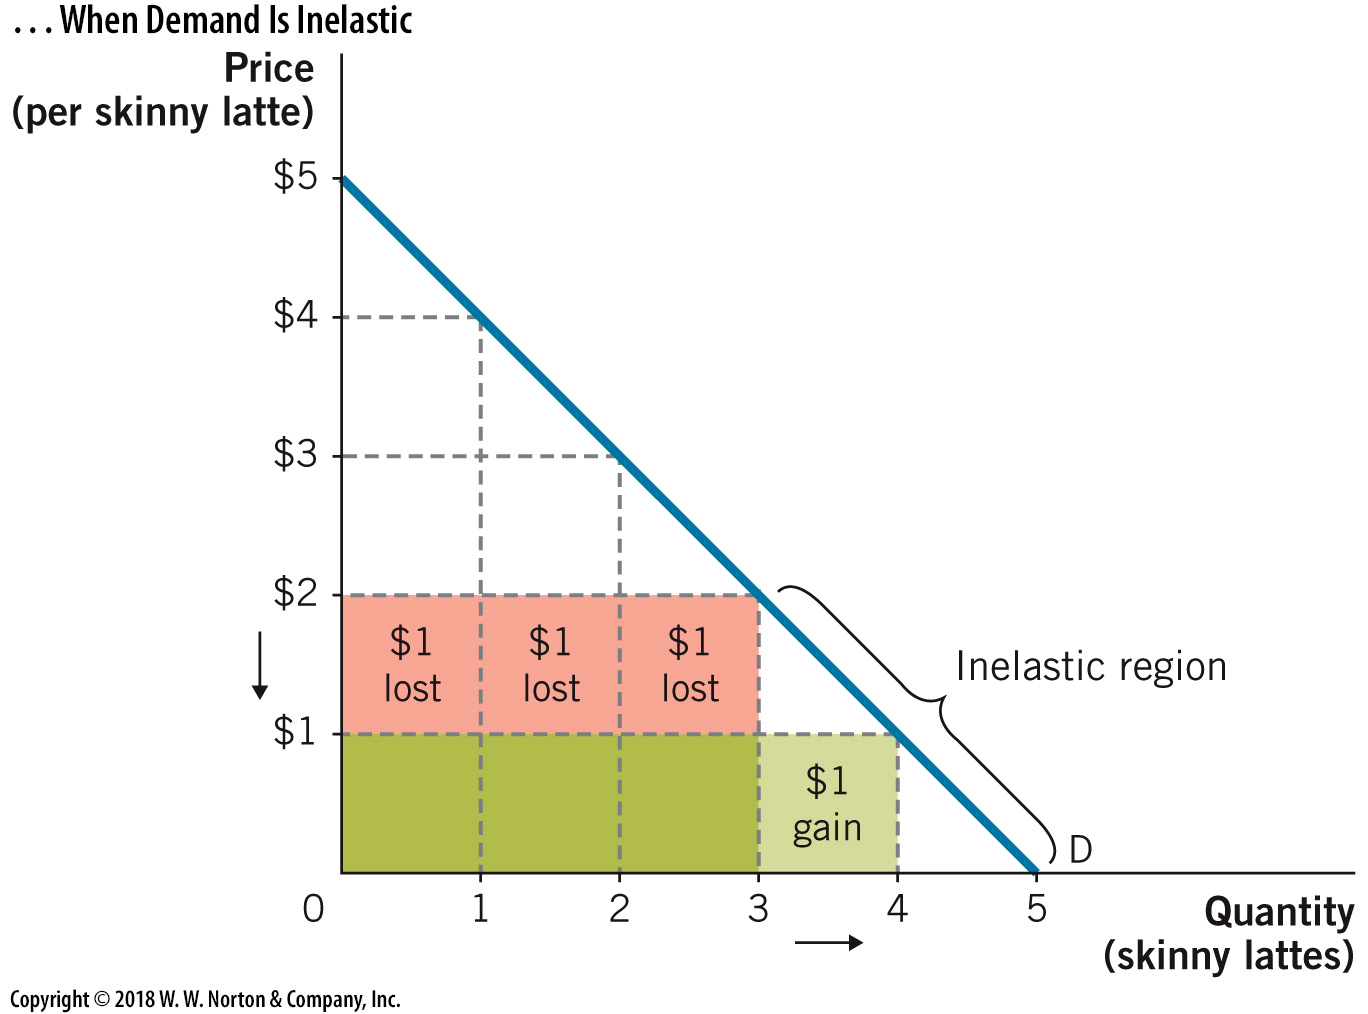 ... When Demand Is Inelastic
Price
(per skinny latte)
$5
$4
$3
$2
$1
lost
$1
lost
$1
lost
Inelastic region
$1
$1
gain
D
0
1
2
3
4
5
Quantity
(skinny lattes)
Copyright © 2018 W. W. Norton & Company, Inc.